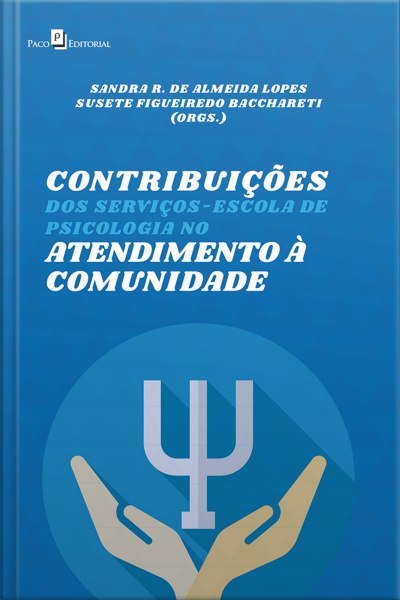 PACO EDITORIAL
P
SANDRA R. DE ALMEIDA LOPES
SUSETE FIGUEIREDO BACCHARETI
(ORGS.)
CONTRIBUIÇÕES
DOS SERVIÇOS-ESCOLA DE
PSICOLOGIA NO
ATENDIMENTO À
COMUNIDADE